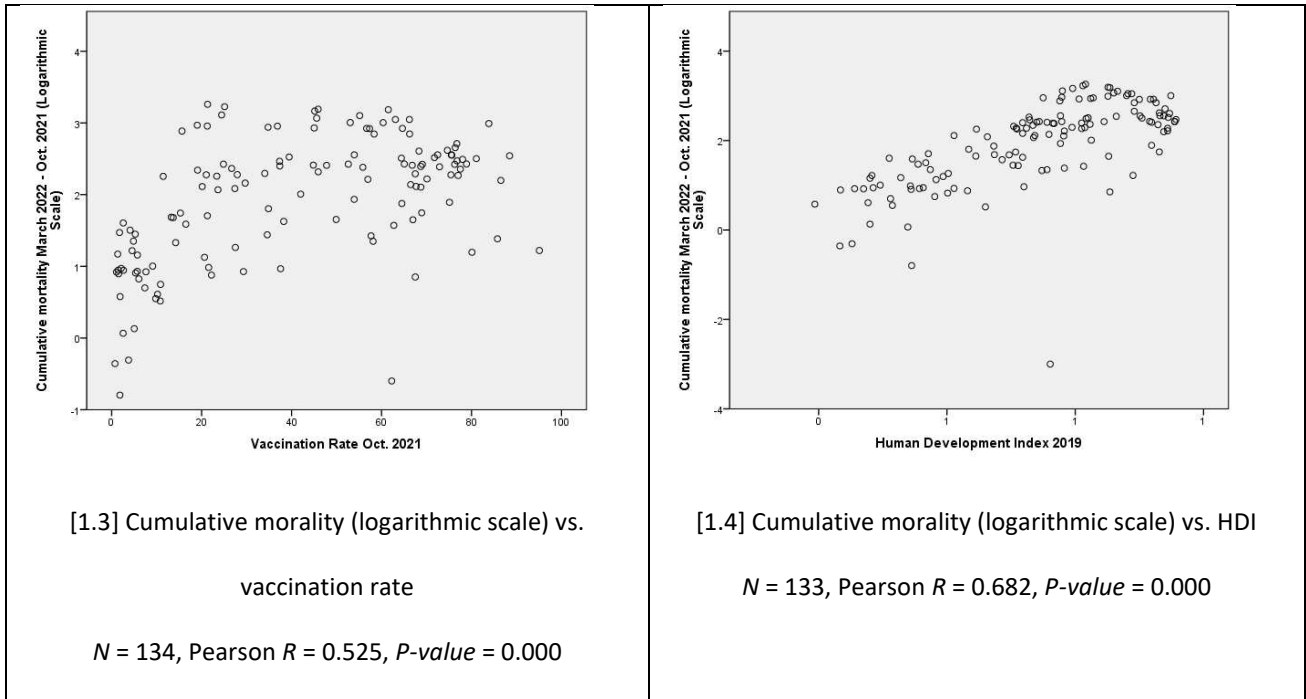 Cumulative mortality March 2022 - Oct. 2021 (Logarithmic
Scale)
4
3
2
1
0
-1
0
20
40
60
80
100
Vaccination Rate Oct. 2021
[1.3] Cumulative morality (logarithmic scale) vs.
vaccination rate
N = 134, Pearson R = 0.525, P-value = 0.000
Cumulative mortality March 2022 - Oct. 2021 (Logarithmic
Scale)
4
2
0
-2
-4
0
1
1
1
Human Development Index 2019
[1.4] Cumulative morality (logarithmic scale) vs. HDI
N = 133, Pearson R = 0.682, P-value = 0.000